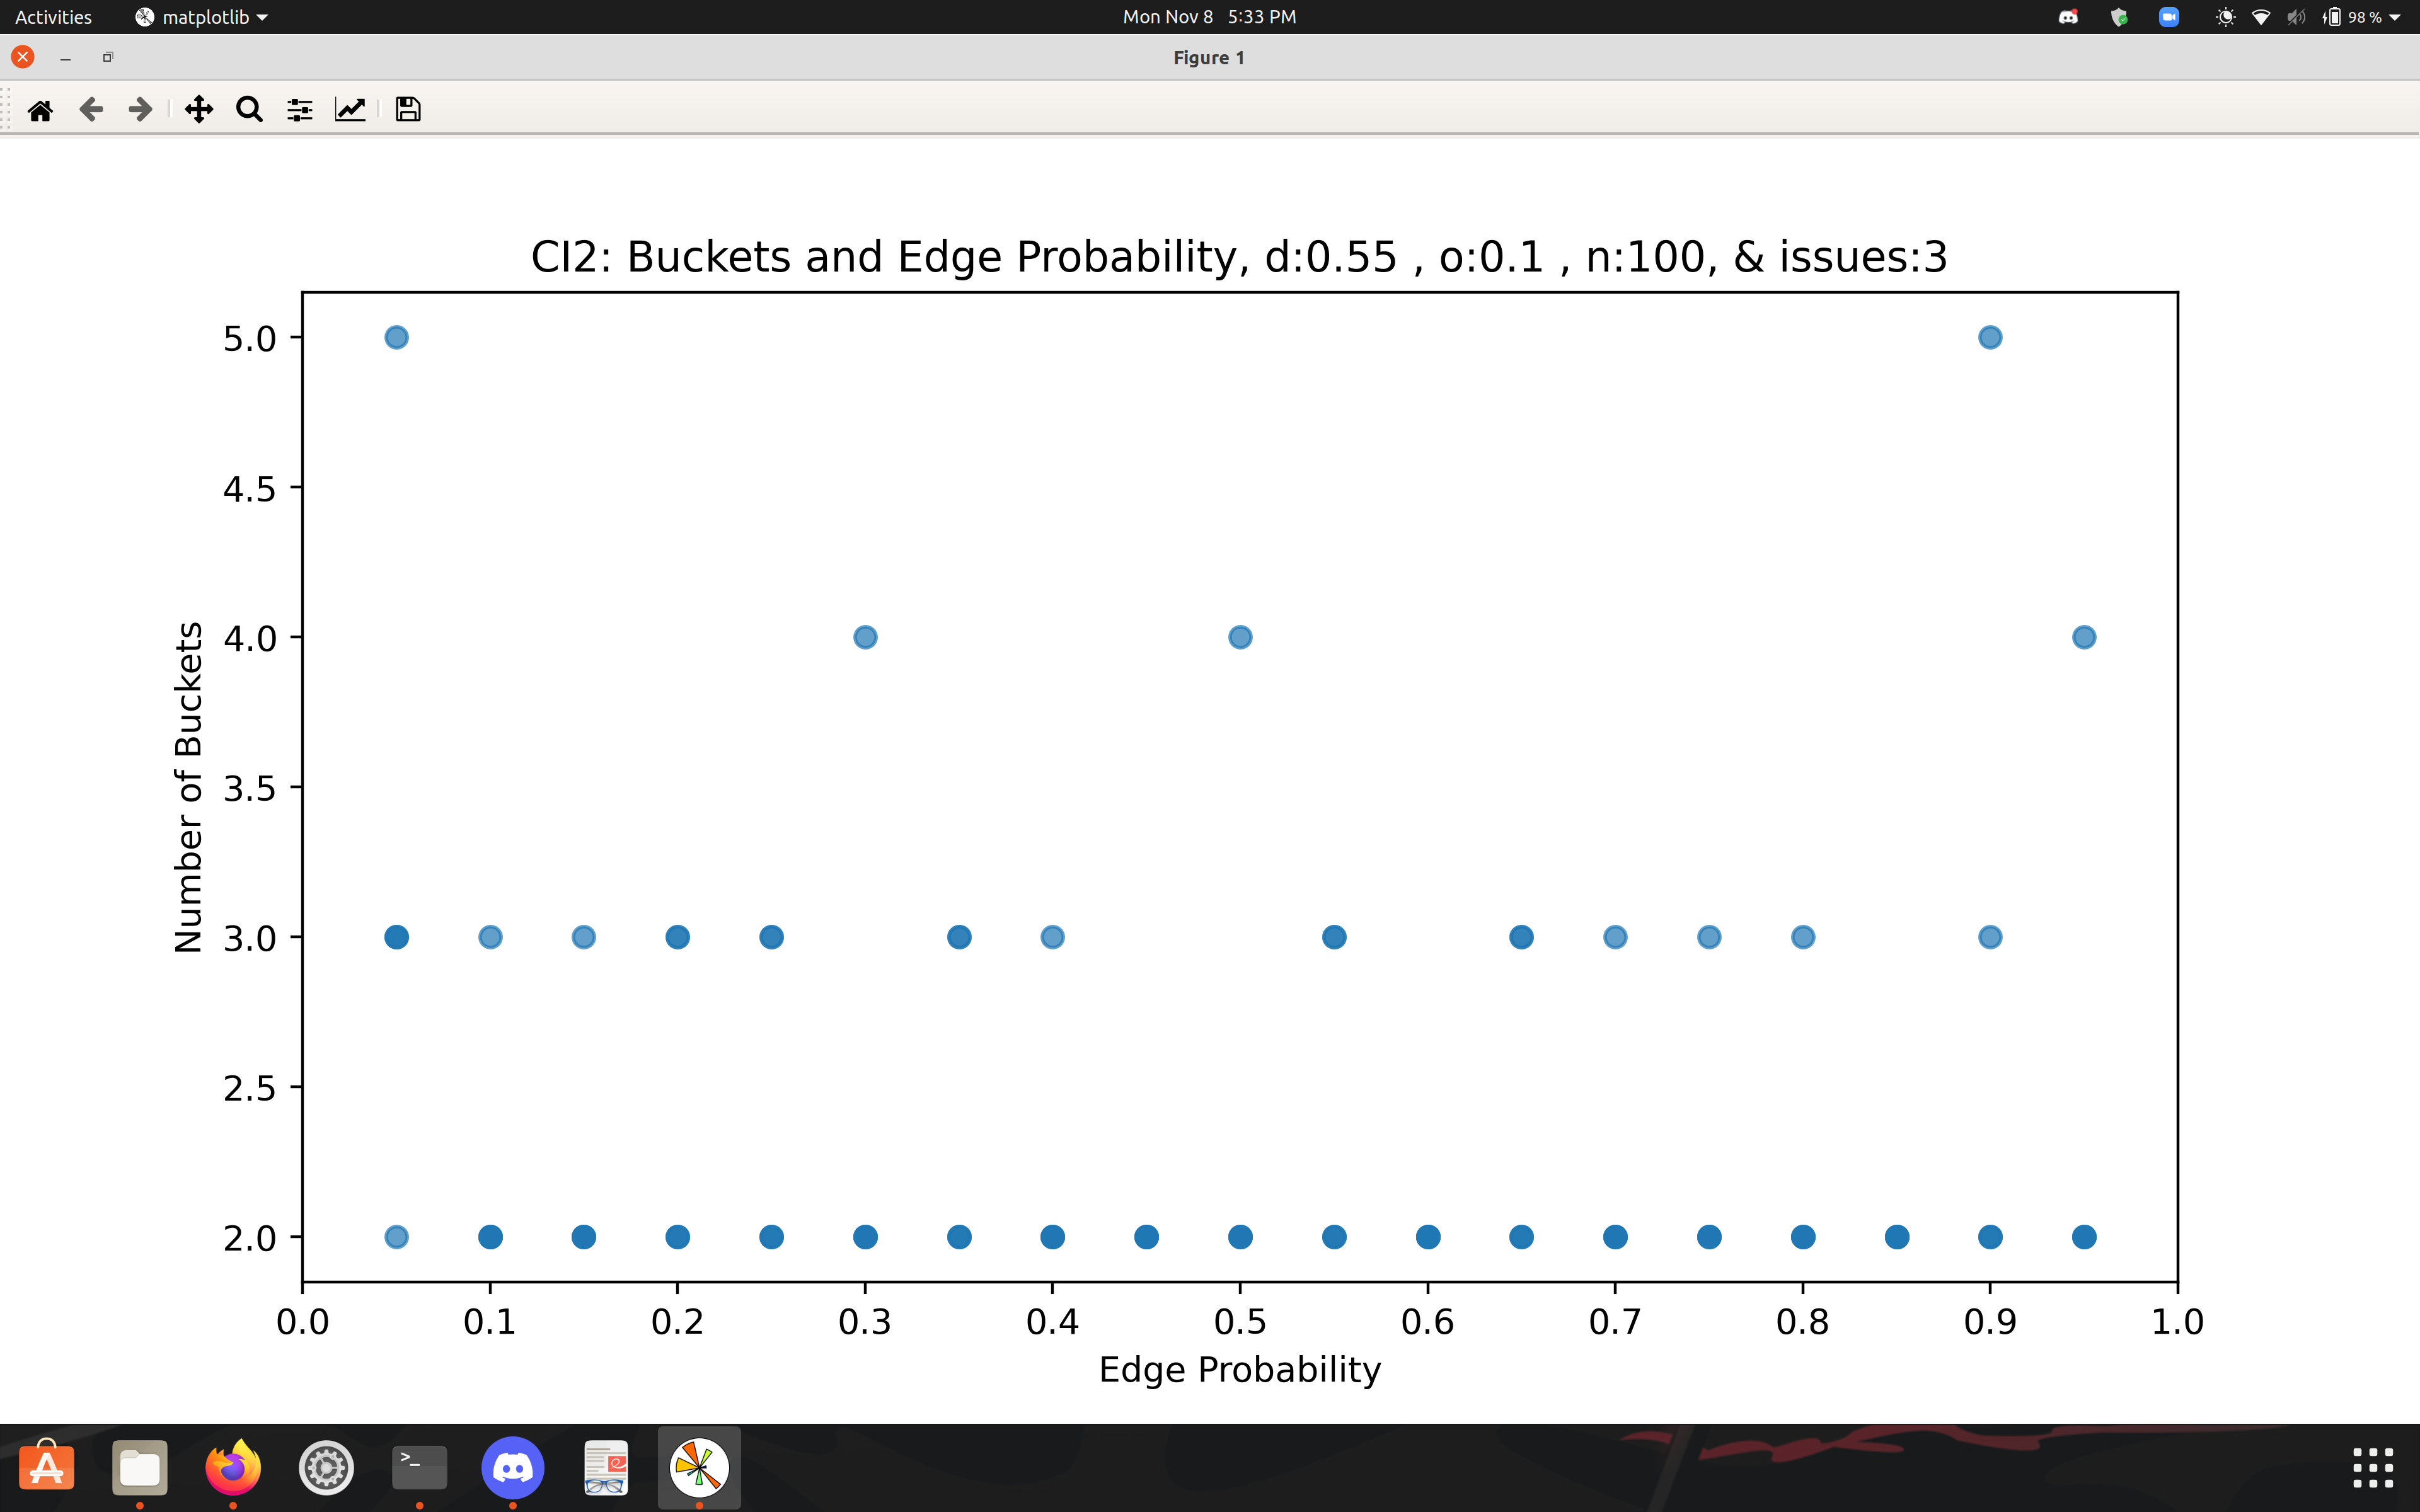 Activities matplotlib Mon Nov 8 5:33 PM 98 %
Figure 1
CI2: Buckets and Edge Probability, d:0.55 , o:0.1 , n:100, & issues:3
5.0
4.5
4.0
3.5
3.0
2.5
2.0
Number of Buckets
0.0 0.1 0.2 0.3 0.4 0.5 0.6 0.7 0.8 0.9 1.0
Edge Probability
>_